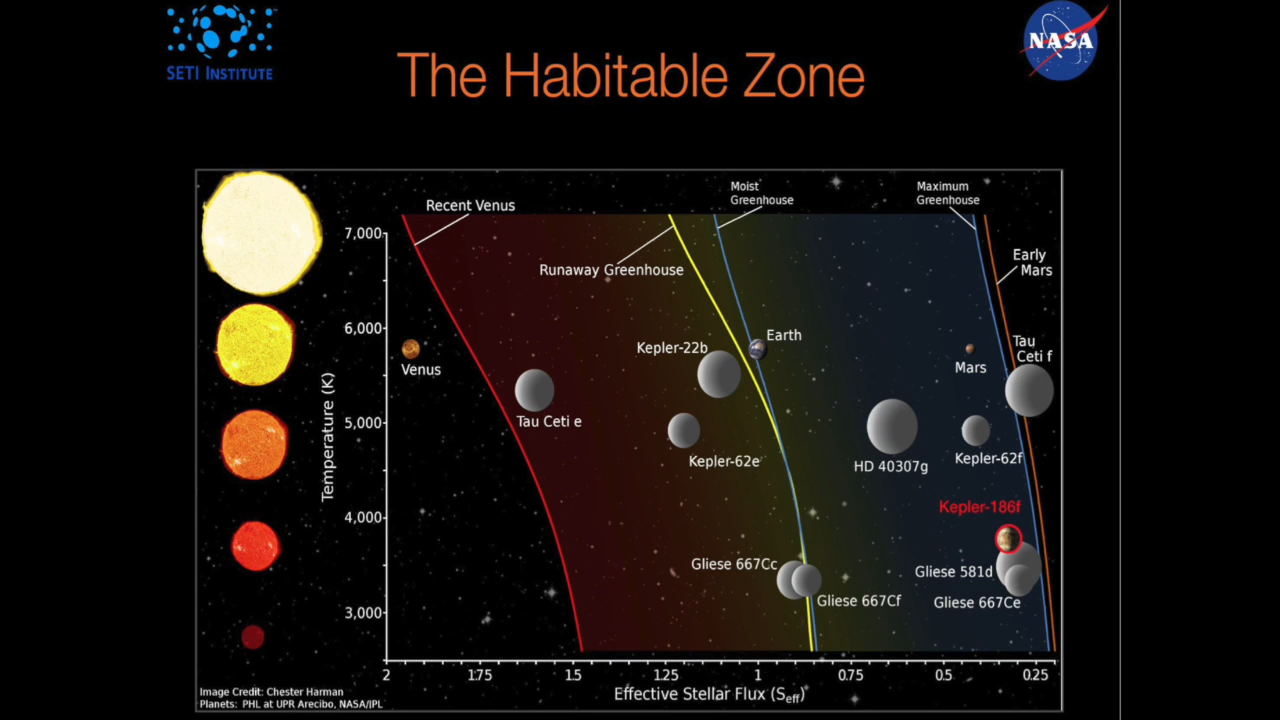 SETI INSTITUTE
NASA
The Habitable Zone
Recent Venus
Moist
Greenhouse
Maximum
Greenhouse
Runaway Greenhouse
Early
Mars
7,000
6,000
5,000
4,000
3,000
Temperature (K)
Venus
Tau Ceti e
Kepler-22b
Earth
Kepler-62e
Mars
Tau
Ceti f
HD 40307g
Kepler-62f
Kepler-186f
Gliese 667Cc
Gliese 667Cf
Gliese 581d
Gliese 667Ce
2
1.75
1.5
1.25
1
0.75
0.5
0.25
Effective Stellar Flux (Seff)
Image Credit: Chester Harman
Planets: PHL at UPR Arecibo, NASA/JPL